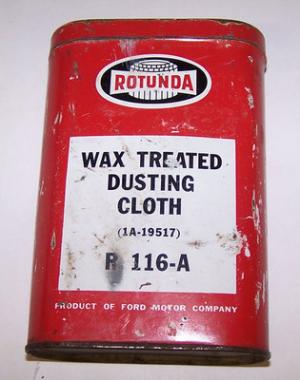 ROTUNDA
WAX TREATED
DUSTING
CLOTH
(1A-19517)
R 116-A
PRODUCT OF FORD MOTOR COMPANY